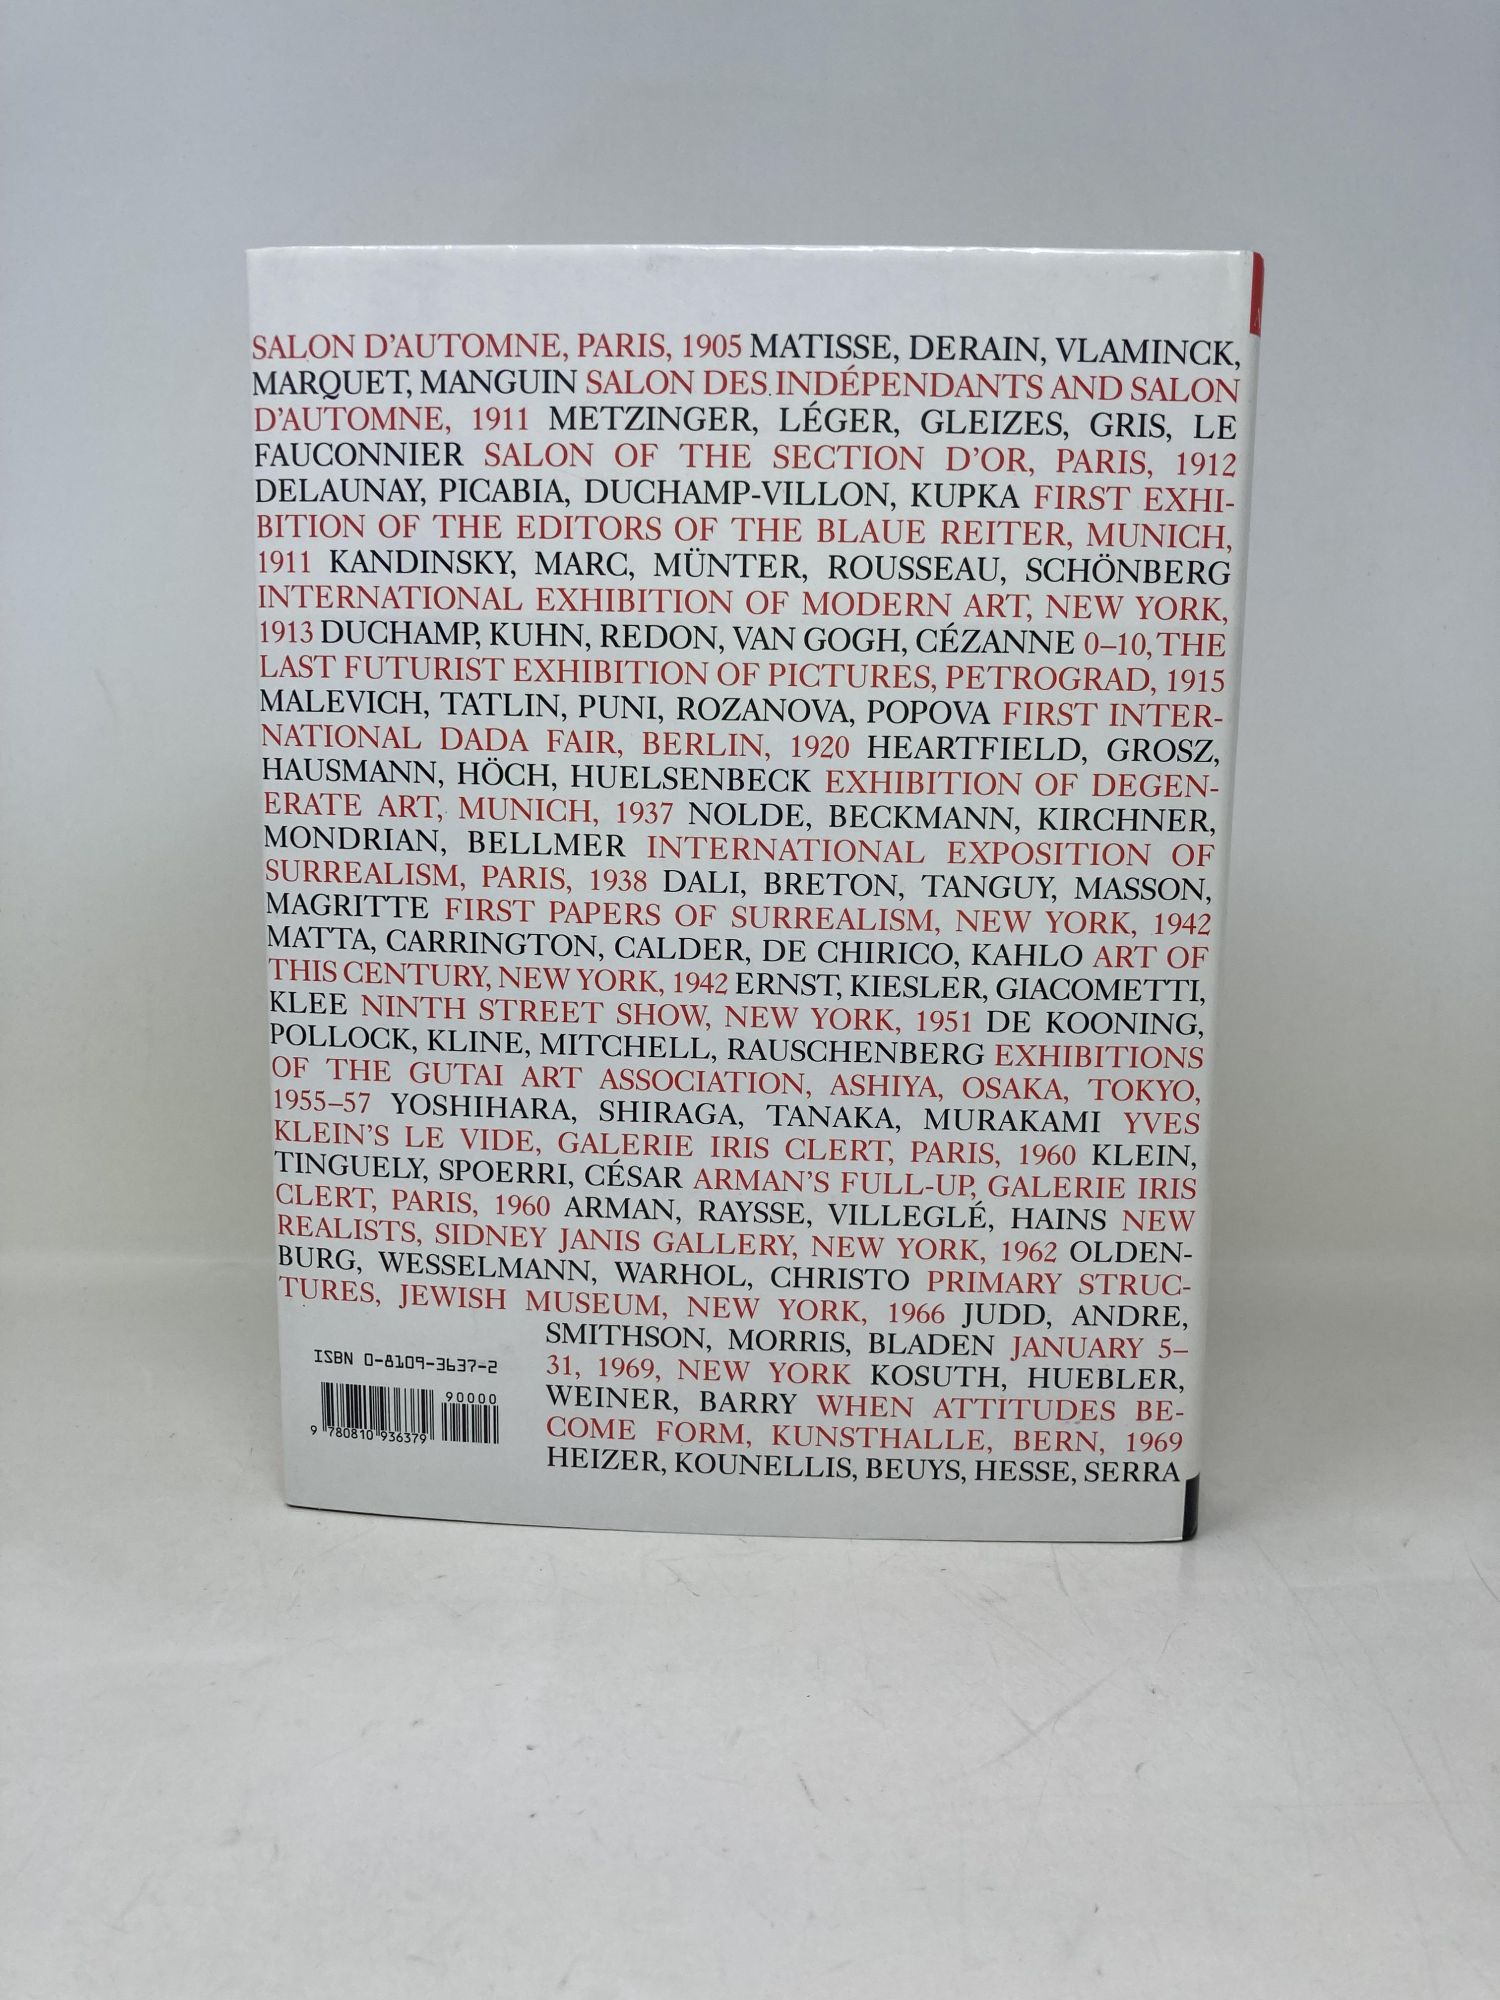 SALON D'AUTOMNE, PARIS, 1905 MATISSE, DERAIN, VLAMINCK,
MARQUET, MANGUIN SALON DES INDÉPENDANTS AND SALON
D'AUTOMNE, 1911 METZINGER, LÉGER, GLEIZES, GRIS, LE
FAUCONNIER SALON OF THE SECTION D'OR, PARIS, 1912
DELAUNAY, PICABIA, DUCHAMP-VILLON, KUPKA FIRST EXHI-
BITION OF THE EDITORS OF THE BLAUE REITER, MUNICH,
1911 KANDINSKY, MARC, MÜNTER, ROUSSEAU, SCHÖNBERG
INTERNATIONAL EXHIBITION OF MODERN ART, NEW YORK,
1913 DUCHAMP, KUHN, REDON, VAN GOGH, CÉZANNE 0–10, THE
LAST FUTURIST EXHIBITION OF PICTURES, PETROGRAD, 1915
MALEVICH, TATLIN, PUNI, ROZANOVA, POPOVA FIRST INTER-
NATIONAL DADA FAIR, BERLIN, 1920 HEARTFIELD, GROSZ,
HAUSMANN, HÖCH, HUELSENBECK EXHIBITION OF DEGEN-
ERATE ART, MUNICH, 1937 NOLDE, BECKMANN, KIRCHNER,
MONDRIAN, BELLMER INTERNATIONAL EXPOSITION OF
SURREALISM, PARIS, 1938 DALI, BRETON, TANGUY, MASSON,
MAGRITTE FIRST PAPERS OF SURREALISM, NEW YORK, 1942
MATTA, CARRINGTON, CALDER, DE CHIRICO, KAHLO ART OF
THIS CENTURY, NEW YORK, 1942 ERNST, KIESLER, GIACOMETTI,
KLEE NINTH STREET SHOW, NEW YORK, 1951 DE KOONING,
POLLOCK, KLINE, MITCHELL, RAUSCHENBERG EXHIBITIONS
OF THE GUTAI ART ASSOCIATION, ASHIYA, OSAKA, TOKYO,
1955–57 YOSHIHARA, SHIRAGA, TANAKA, MURAKAMI YVES
KLEIN'S LE VIDE, GALERIE IRIS CLERT, PARIS, 1960 KLEIN,
TINGUELY, SPOERRI, CÉSAR ARMAN'S FULL-UP, GALERIE IRIS
CLERT, PARIS, 1960 ARMAN, RAYSSE, VILLEGLÉ, HAINS NEW
REALISTS, SIDNEY JANIS GALLERY, NEW YORK, 1962 OLDEN-
BURG, WESSELMANN, WARHOL, CHRISTO PRIMARY STRUC-
TURES, JEWISH MUSEUM, NEW YORK, 1966 JUDD, ANDRE,
SMITHSON, MORRIS, BLADEN JANUARY 5–
31, 1969, NEW YORK KOSUTH, HUEBLER,
WEINER, BARRY WHEN ATTITUDES BE-
COME FORM, KUNSTHALLE, BERN, 1969
HEIZER, KOUNELLIS, BEUYS, HESSE, SERRA
ISBN 0-8109-3637-2
90000
9 780810 936379